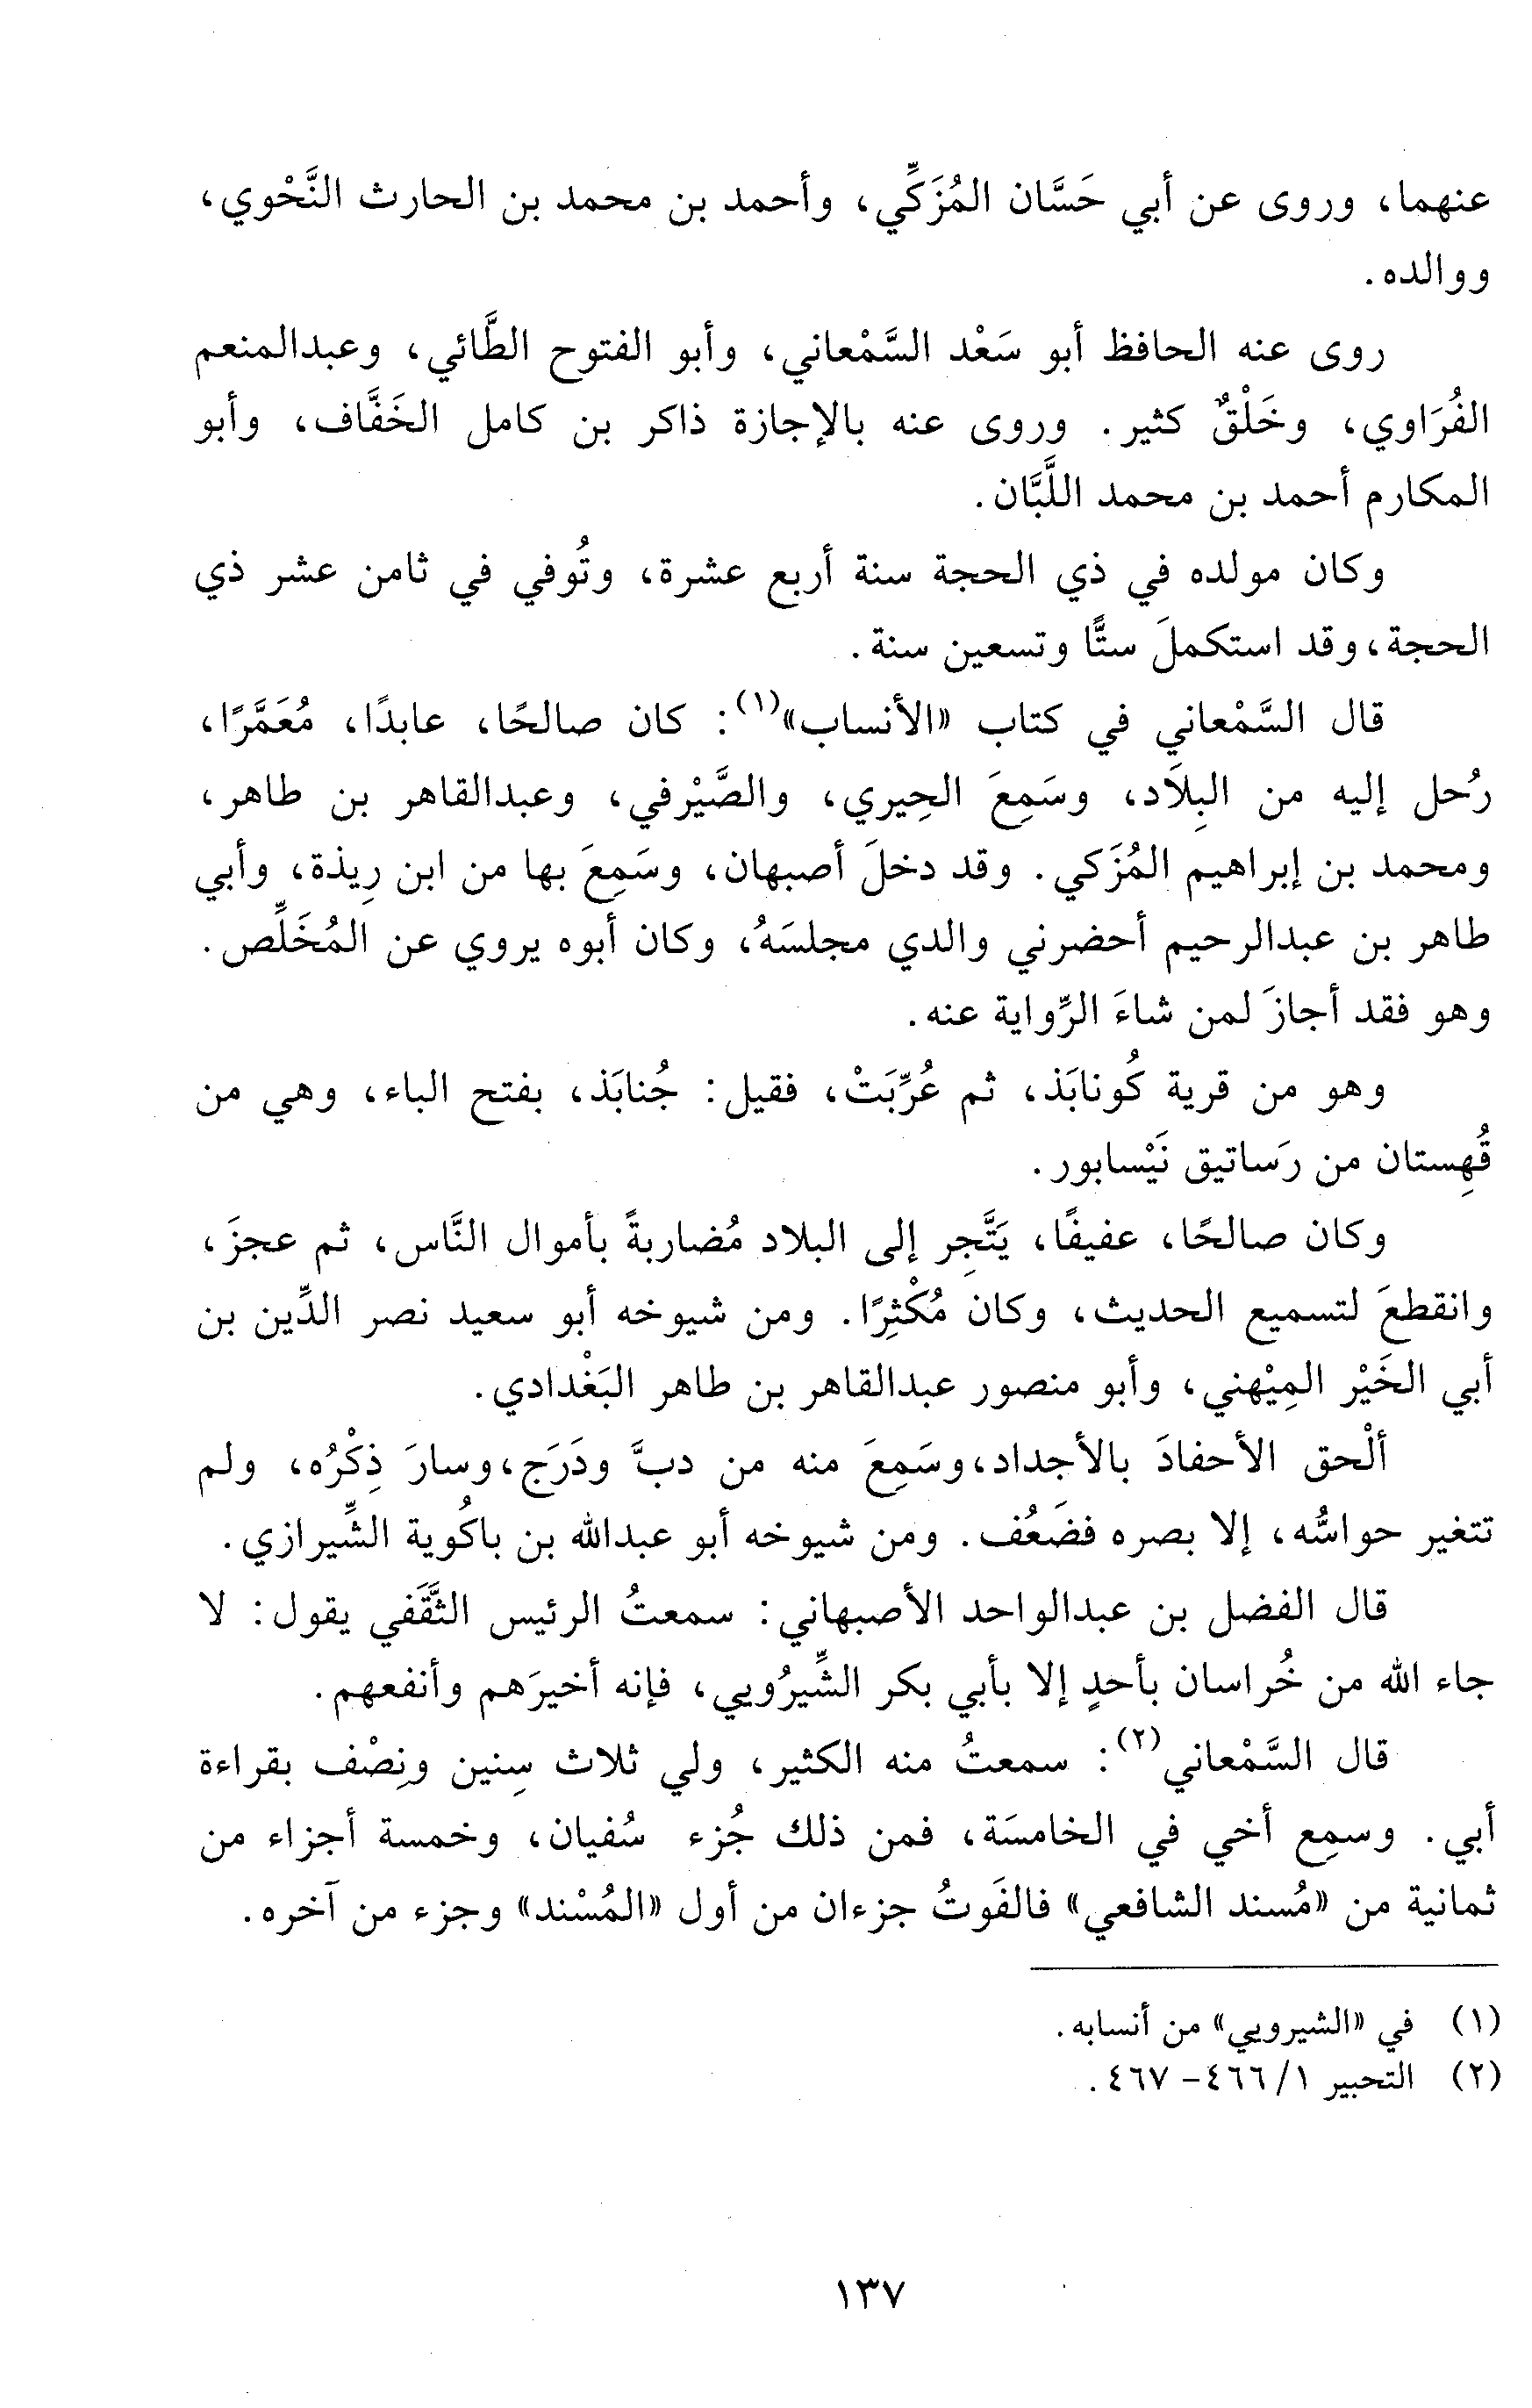 عنهما، وروى عن أبي حَسَّان المُزَكِّي، وأحمد بن محمد بن الحارث النَّحْوي،
ووالده.
روى عنه الحافظ أبو سَعْد السَّمْعاني، وأبو الفتوح الطَّائي، وعبدالمنعم
الفُرَاوي، وخَلْقٌ كثير. وروى عنه بالإجازة ذاكر بن كامل الخَفَّاف، وأبو
المكارم أحمد بن محمد اللَّبَّان.
وكان مولده في ذي الحجة سنة أربع عشرة، وتُوفي في ثامن عشر ذي
الحجة، وقد استكملَ ستًّا وتسعين سنة.
قال السَّمْعاني في كتاب «الأنساب»(١): كان صالحًا، عابدًا، مُعَمَّرًا،
رُحل إليه من البِلَاد، وسَمِعَ الحِيري، والصَّيْرفي، وعبدالقاهر بن طاهر،
ومحمد بن إبراهيم المُزَكي. وقد دخلَ أصبهان، وسَمِعَ بها من ابن رِيذة، وأبي
طاهر بن عبدالرحيم أحضرني والدي مجلسَهُ، وكان أبوه يروي عن المُخَلِّص.
وهو فقد أجازَ لمن شاءَ الرِّواية عنه.
وهو من قرية كُونابَذ، ثم عُرِّبَتْ، فقيل: جُنابَذ، بفتح الباء، وهي من
قُهِستان من رَساتيق نَيْسابور.
وكان صالحًا، عفيفًا، يَتَّجِر إلى البلاد مُضاربةً بأموال النَّاس، ثم عجزَ،
وانقطعَ لتسميع الحديث، وكان مُكْثِرًا. ومن شيوخه أبو سعيد نصر الدِّين بن
أبي الخَيْر المِيْهني، وأبو منصور عبدالقاهر بن طاهر البَغْدادي.
ألْحق الأحفادَ بالأجداد، وسَمِعَ منه من دبَّ ودَرَج، وسارَ ذِكْرُه، ولم
تتغير حواسُّه، إلا بصره فضَعُف. ومن شيوخه أبو عبدالله بن باكُوية الشِّيرازي.
قال الفضل بن عبدالواحد الأصبهاني: سمعتُ الرئيس الثَّقَفي يقول: لا
جاء الله من خُراسان بأحدٍ إلا بأبي بكر الشِّيرُويي، فإنه أخيرَهم وأنفعهم.
قال السَّمْعاني(٢): سمعتُ منه الكثير، ولي ثلاث سِنين ونِصْف بقراءة
أبي. وسمِع أخي في الخامسَة، فمن ذلك جُزء سُفيان، وخمسة أجزاء من
ثمانية من «مُسند الشافعي» فالفَوتُ جزءان من أول «المُسْند» وجزء من آخره.
(١) في «الشيرويي» من أنسابه.
(٢) التحبير ١/ ٤٦٦- ٤٦٧.
١٣٧